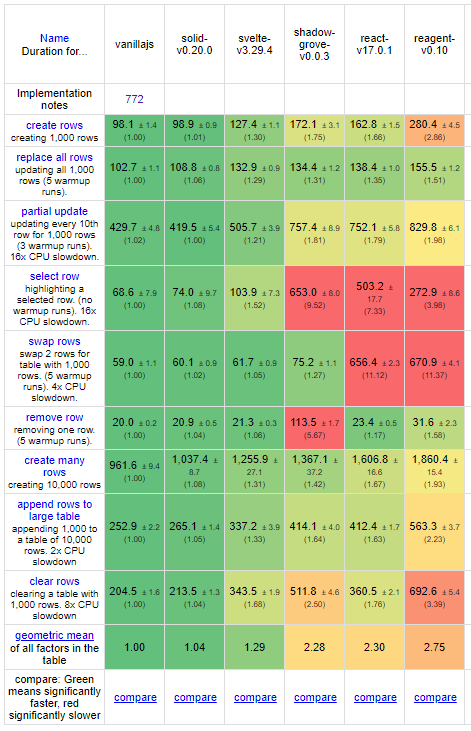 Name
Duration for...
vanillajs
solid-
v0.20.0
svelte-
v3.29.4
shadow-
grove-
v0.0.3
react-
v17.0.1
reagent-
v0.10
Implementation
notes
772
create rows
creating 1,000 rows
98.1 ± 1.4
(1.00)
98.9 ± 0.9
(1.01)
127.4 ± 1.1
(1.30)
172.1 ± 3.1
(1.75)
162.8 ± 1.5
(1.66)
280.4 ± 4.5
(2.86)
replace all rows
updating all 1,000
rows (5 warmup
runs).
102.7 ± 1.1
(1.00)
108.8 ± 0.8
(1.06)
132.9 ± 0.9
(1.29)
134.4 ± 1.2
(1.31)
138.4 ± 1.0
(1.35)
155.5 ± 1.2
(1.51)
partial update
updating every 10th
row for 1,000 rows
(3 warmup runs).
16x CPU slowdown.
429.7 ± 4.8
(1.02)
419.5 ± 5.4
(1.00)
505.7 ± 3.9
(1.21)
757.4 ± 8.9
(1.81)
752.1 ± 5.8
(1.79)
829.8 ± 6.1
(1.98)
select row
highlighting a
selected row. (no
warmup runs). 16x
CPU slowdown.
68.6 ± 7.9
(1.00)
74.0 ± 9.7
(1.08)
103.9 ± 7.3
(1.52)
653.0 ± 8.0
(9.52)
503.2 ±
17.7
(7.33)
272.9 ± 8.6
(3.98)
swap rows
swap 2 rows for
table with 1,000
rows. (5 warmup
runs). 4x CPU
slowdown.
59.0 ± 1.1
(1.00)
60.1 ± 0.9
(1.02)
61.7 ± 0.9
(1.05)
75.2 ± 1.1
(1.27)
656.4 ± 2.3
(11.12)
670.9 ± 4.1
(11.37)
remove row
removing one row.
(5 warmup runs).
20.0 ± 0.2
(1.00)
20.9 ± 0.5
(1.04)
21.3 ± 0.3
(1.06)
113.5 ± 1.7
(5.67)
23.4 ± 0.5
(1.17)
31.6 ± 2.3
(1.58)
create many
rows
creating 10,000 rows
961.6 ± 9.4
(1.00)
1,037.4 ±
8.7
(1.08)
1,255.9 ±
27.1
(1.31)
1,367.1 ±
37.2
(1.42)
1,606.8 ±
16.6
(1.67)
1,860.4 ±
15.4
(1.93)
append rows to
large table
appending 1,000 to
a table of 10,000
rows. 2x CPU
slowdown
252.9 ± 2.2
(1.00)
265.1 ± 1.4
(1.05)
337.2 ± 3.9
(1.33)
414.1 ± 4.0
(1.64)
412.4 ± 1.7
(1.63)
563.3 ± 3.7
(2.23)
clear rows
clearing a table with
1,000 rows. 8x CPU
slowdown
204.5 ± 1.6
(1.00)
213.5 ± 1.3
(1.04)
343.5 ± 1.9
(1.68)
511.8 ± 4.6
(2.50)
360.5 ± 2.1
(1.76)
692.6 ± 5.4
(3.39)
geometric mean
of all factors in the
table
1.00
1.04
1.29
2.28
2.30
2.75
compare: Green
means significantly
faster, red
significantly slower
compare
compare
compare
compare
compare
compare